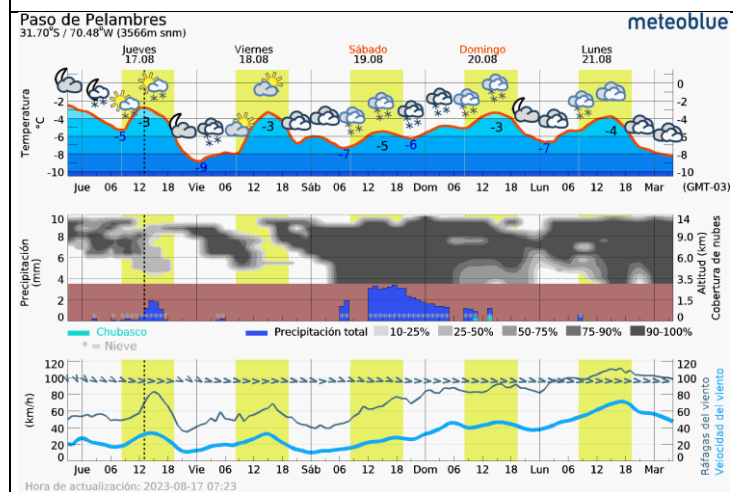 Paso de Pelambres
31.70°S / 70.48°W (3566m snm)
meteoblue
Jueves Viernes Sábado Domingo Lunes
17.08 18.08 19.08 20.08 21.08
Temperatura
°C
0
-2 -2
-4 -4
-6 -6
-8 -8
-10 -10
-5 -3 -9 -3 -7 -5 -6 -3 -7 -4
Jue 06 12 18 Vie 06 12 18 Sáb 06 12 18 Dom 06 12 18 Lun 06 12 18 Mar (GMT-03)
Precipitación
(mm)
10 14
8 9.0
6 6.0
4 3.5
2 1.5
0 0
Altitud (km)
Cobertura de nubes
Chubasco Precipitación total 10-25% 25-50% 50-75% 75-90% 90-100%
* = Nieve
(km/h)
120 120
100 100
80 80
60 60
40 40
20 20
0 0
Ráfagas del viento
Velocidad del viento
Jue 06 12 18 Vie 06 12 18 Sáb 06 12 18 Dom 06 12 18 Lun 06 12 18 Mar
Hora de actualización: 2023-08-17 07:23